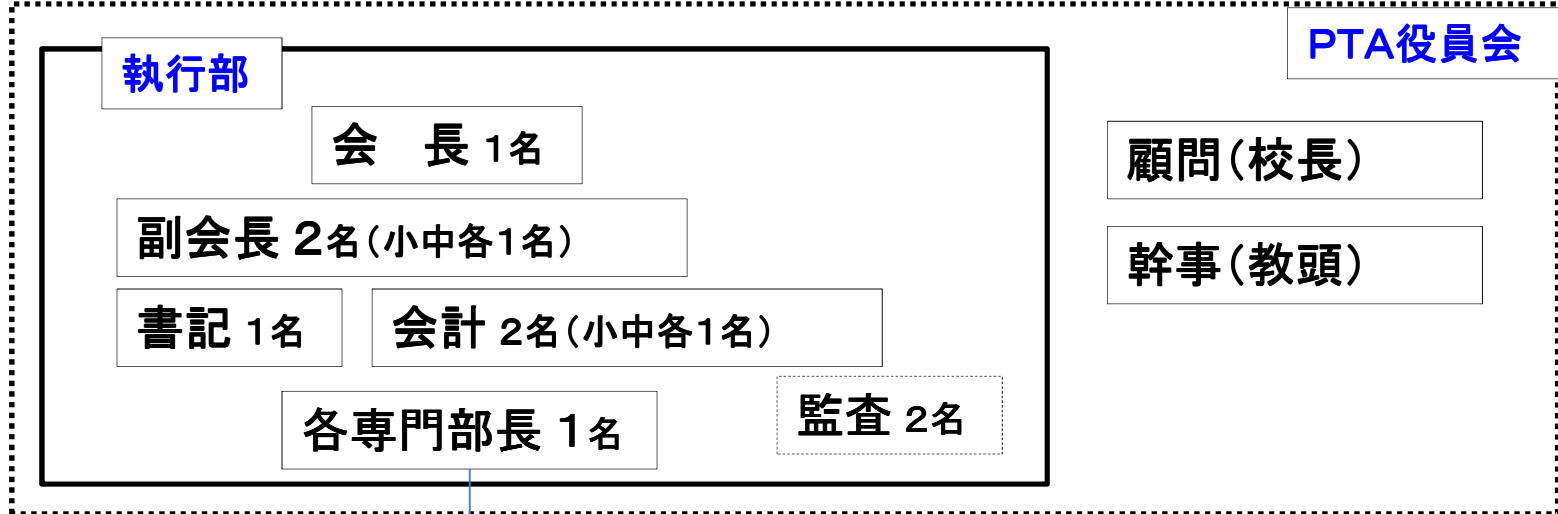 PTA役員会
執行部
会　長 1名
顧問(校長)
副会長 2名(小中各1名)
幹事(教頭)
書記 1名
会計 2名(小中各1名)
各専門部長 1名
監査 2名